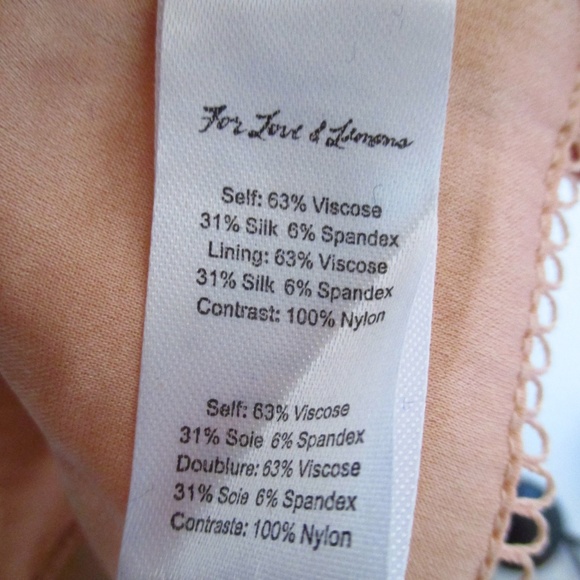 For Love & Lemons
Self: 63% Viscose
31% Silk 6% Spandex
Lining: 63% Viscose
31% Silk 6% Spandex
Contrast: 100% Nylon
Self: 63% Viscose
31% Soie 6% Spandex
Doublure: 63% Viscose
31% Soie 6% Spandex
Contraste: 100% Nylon